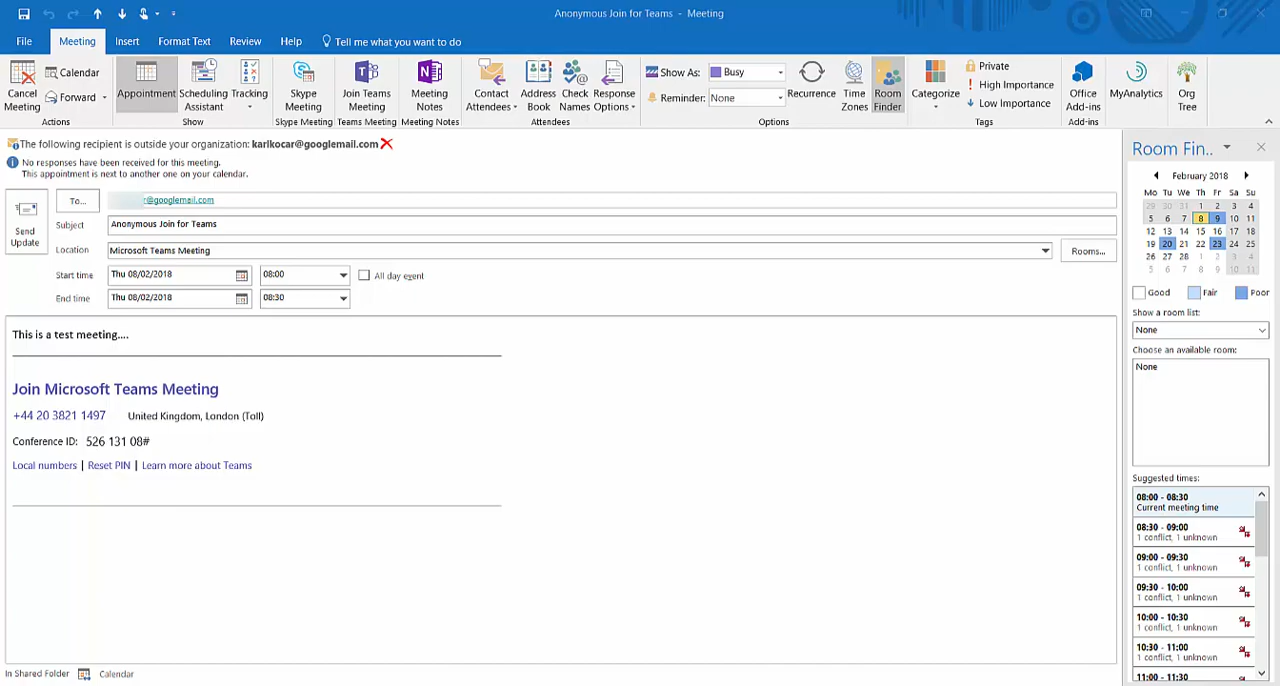 Anonymous Join for Teams - Meeting
File Meeting Insert Format Text Review Help Tell me what you want to do
Cancel Meeting
Calendar
Forward
Actions
Appointment
Scheduling Assistant
Tracking
Show
Skype Meeting
Skype Meeting
Join Teams Meeting
Teams Meeting
Meeting Notes
Meeting Notes
Contact Attendees
Address Book
Check Names
Response Options
Attendees
Show As: Busy
Reminder: None
Recurrence
Time Zones
Room Finder
Options
Categorize
Private
High Importance
Low Importance
Tags
Office Add-ins
Add-ins
MyAnalytics
Org Tree
The following recipient is outside your organization: karlkocar@googlemail.com
No responses have been received for this meeting.
This appointment is next to another one on your calendar.
Send Update
To... r@googlemail.com
Subject Anonymous Join for Teams
Location Microsoft Teams Meeting Rooms...
Start time Thu 08/02/2018 08:00 All day event
End time Thu 08/02/2018 08:30
This is a test meeting....
Join Microsoft Teams Meeting
+44 20 3821 1497 United Kingdom, London (Toll)
Conference ID: 526 131 08#
Local numbers | Reset PIN | Learn more about Teams
In Shared Folder Calendar
Room Fin..
February 2018
Mo Tu We Th Fr Sa Su
29 30 31 1 2 3 4
5 6 7 8 9 10 11
12 13 14 15 16 17 18
19 20 21 22 23 24 25
26 27 28 1 2 3 4
5 6 7 8 9 10 11
Good Fair Poor
Show a room list:
None
Choose an available room:
None
Suggested times:
08:00 - 08:30
Current meeting time
08:30 - 09:00
1 conflict, 1 unknown
09:00 - 09:30
1 conflict, 1 unknown
09:30 - 10:00
1 conflict, 1 unknown
10:00 - 10:30
1 conflict, 1 unknown
10:30 - 11:00
1 conflict, 1 unknown
11:00 - 11:30